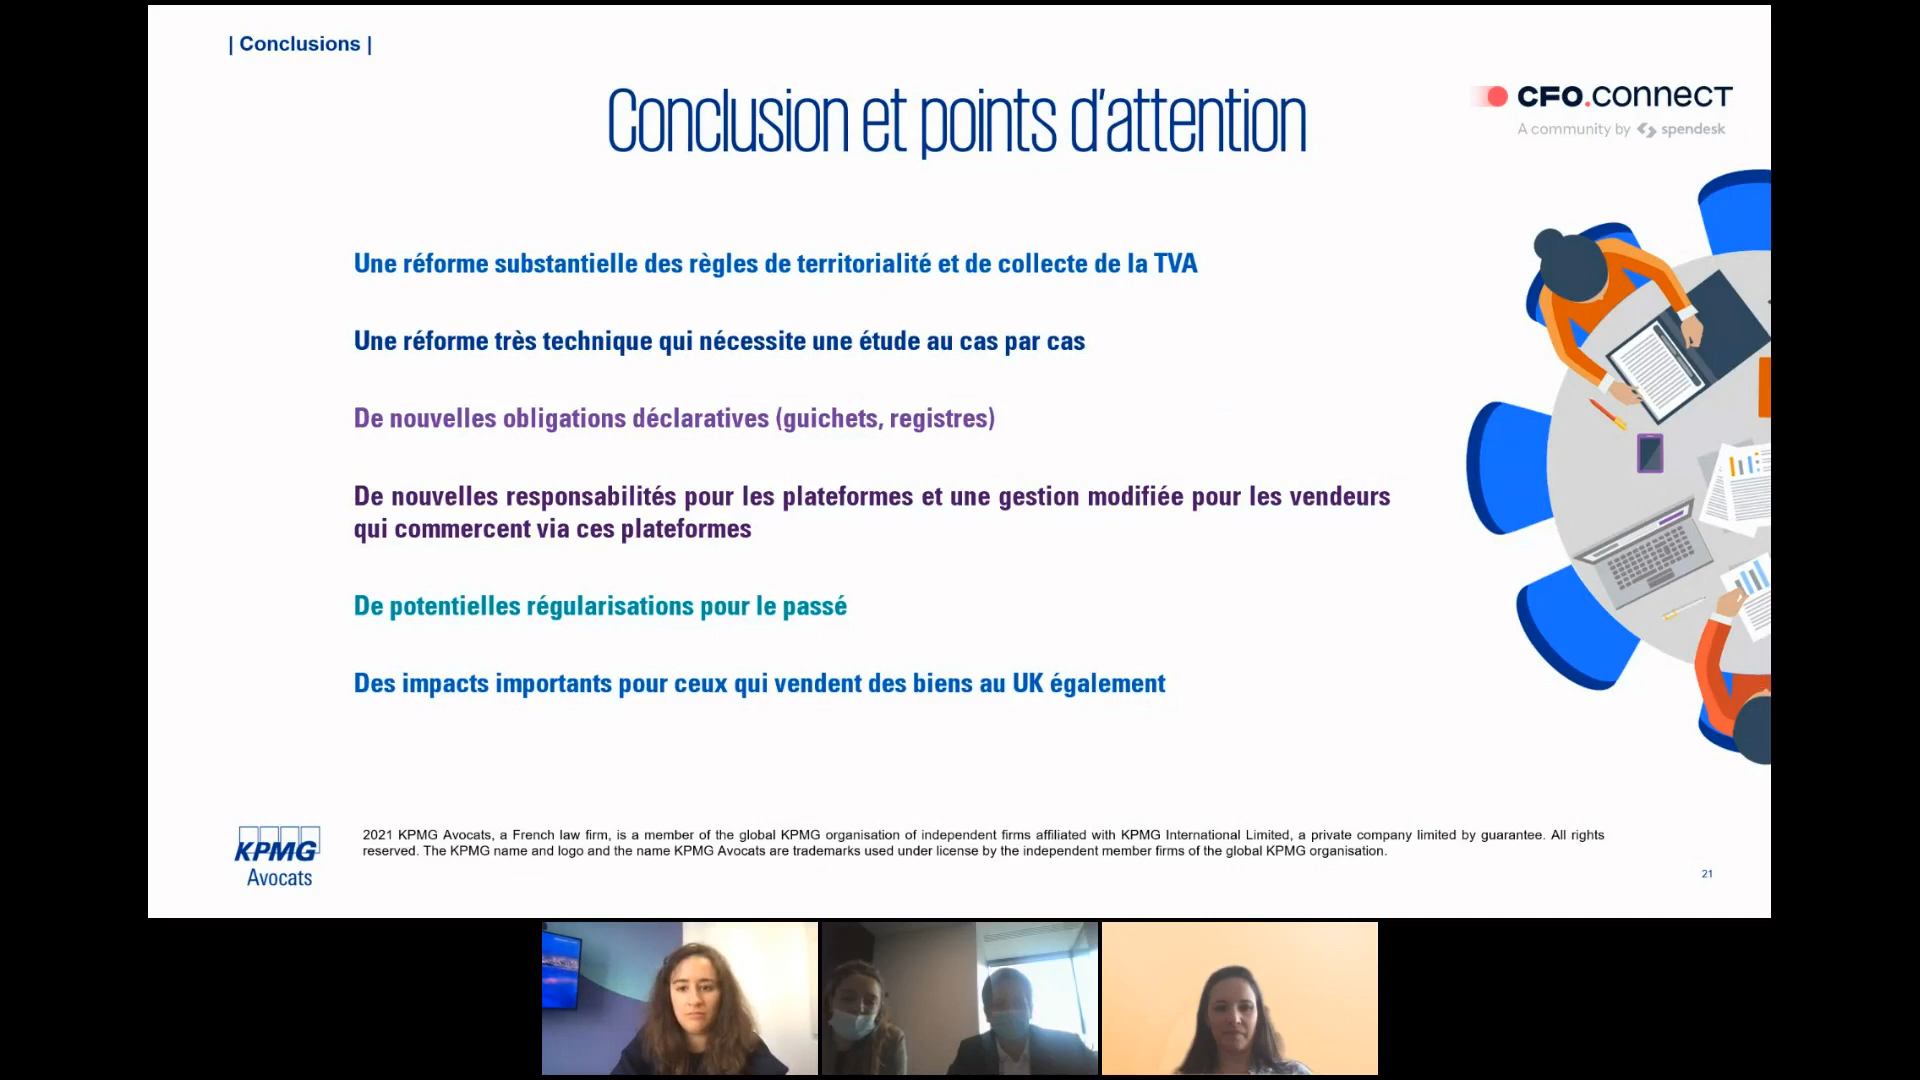 | Conclusions |
Conclusion et points d'attention
CFO.CONNECT
A community by spendesk
Une réforme substantielle des règles de territorialité et de collecte de la TVA
Une réforme très technique qui nécessite une étude au cas par cas
De nouvelles obligations déclaratives (guichets, registres)
De nouvelles responsabilités pour les plateformes et une gestion modifiée pour les vendeurs
qui commercent via ces plateformes
De potentielles régularisations pour le passé
Des impacts importants pour ceux qui vendent des biens au UK également
KPMG
Avocats
2021 KPMG Avocats, a French law firm, is a member of the global KPMG organisation of independent firms affiliated with KPMG International Limited, a private company limited by guarantee. All rights
reserved. The KPMG name and logo and the name KPMG Avocats are trademarks used under license by the independent member firms of the global KPMG organisation.
21